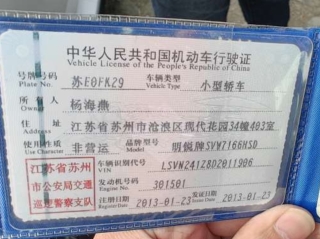 中华人民共和国机动车行驶证
Vehicle License of the People's Republic of China
号牌号码 苏E0FK29 车辆类型 小型轿车
Plate No. Vehicle Type
所有人 杨海燕
Owner
住址 江苏省苏州市沧浪区现代花园34幢403室
Address
使用性质 非营运 品牌型号 明锐牌SVW7166HSD
Use Character Model
江苏省苏州 车辆识别代号 LSVW241Z8D2011906
VIN
市公安局交通 发动机号码 301501
Engine No.
巡逻警察支队 注册日期 2013-01-23 发证日期 2013-01-23
Register Date Issue Date